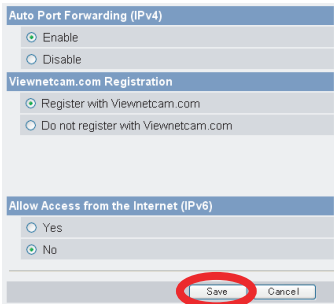 Auto Port Forwarding (IPv4)
Enable
Disable
Viewnetcam.com Registration
Register with Viewnetcam.com
Do not register with Viewnetcam.com
Allow Access from the Internet (IPv6)
Yes
No
Save Cancel